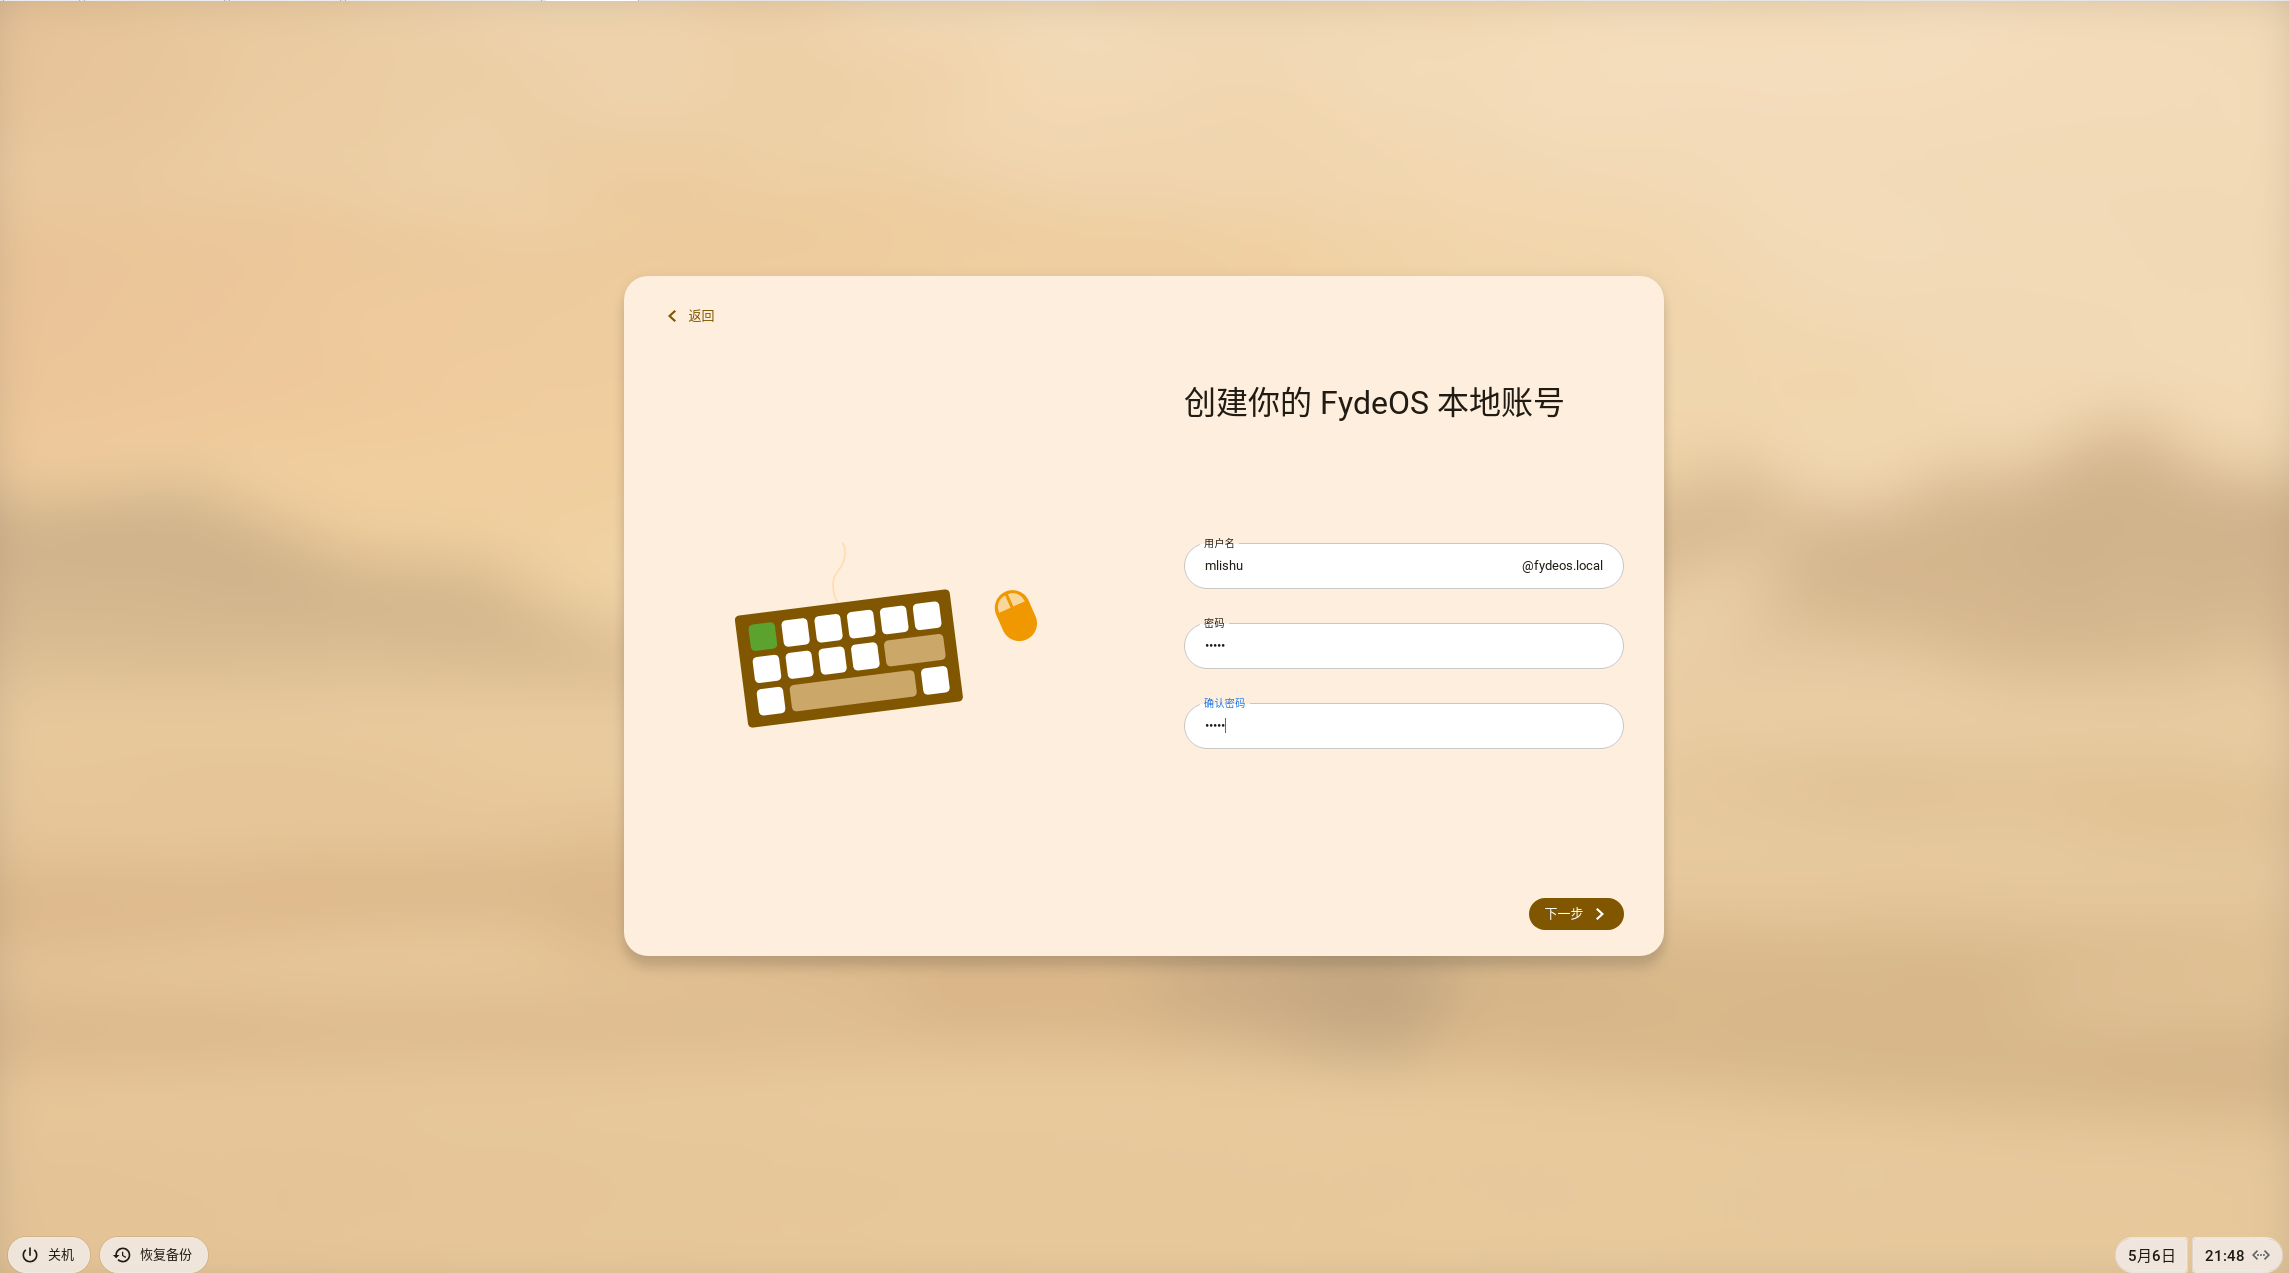 返回
创建你的 FydeOS 本地账号
用户名
mlishu @fydeos.local
密码
•••••
确认密码
•••••
下一步
关机 恢复备份 5月6日 21:48